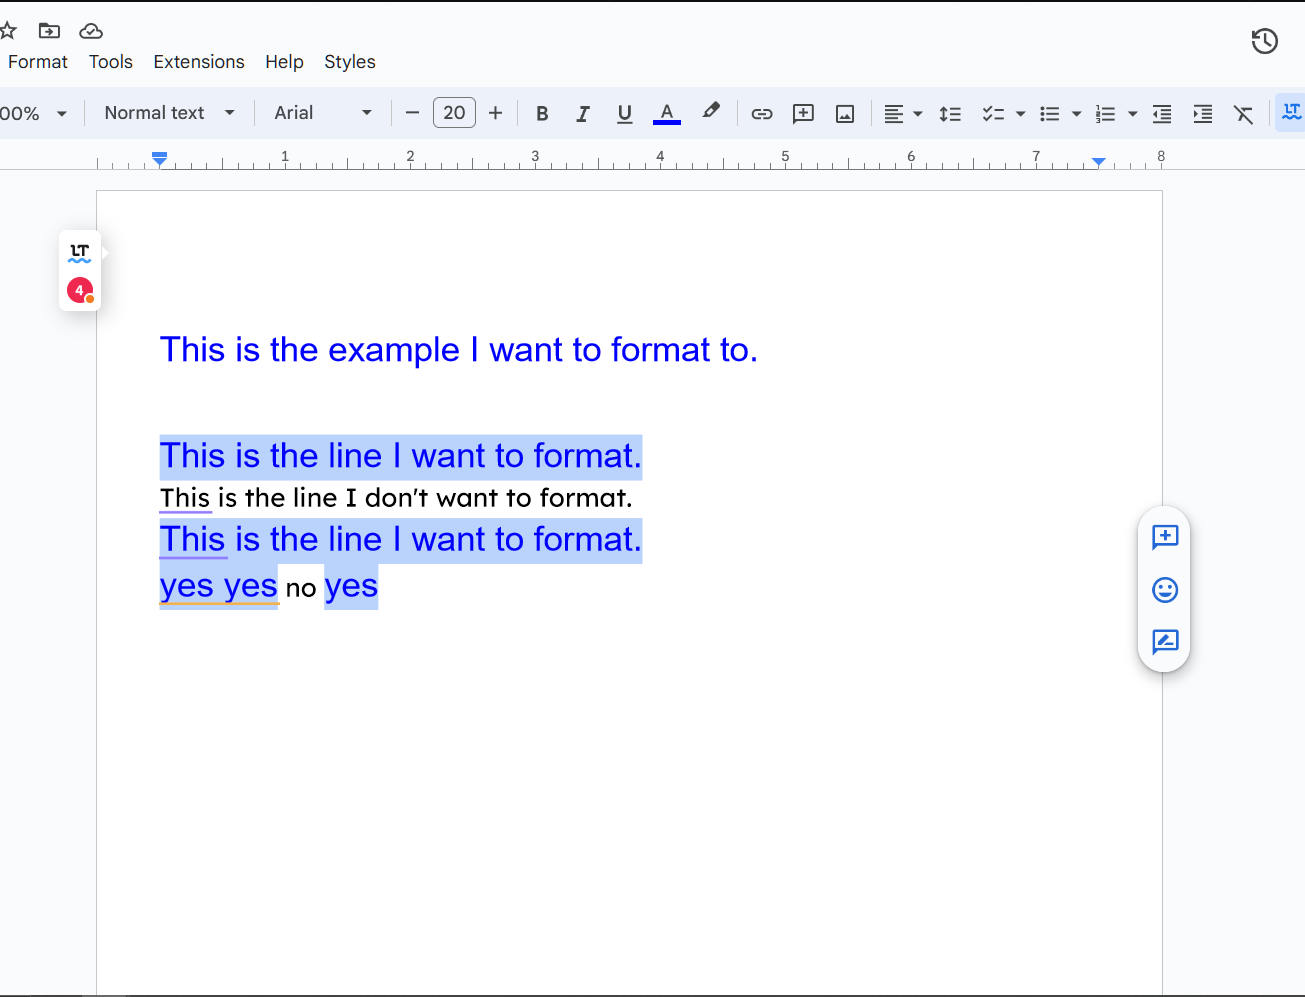 Format Tools Extensions Help Styles
00% Normal text Arial − 20 + B I U A LT
1 2 3 4 5 6 7 8
LT
4
This is the example I want to format to.
This is the line I want to format.
This is the line I don't want to format.
This is the line I want to format.
yes yes no yes